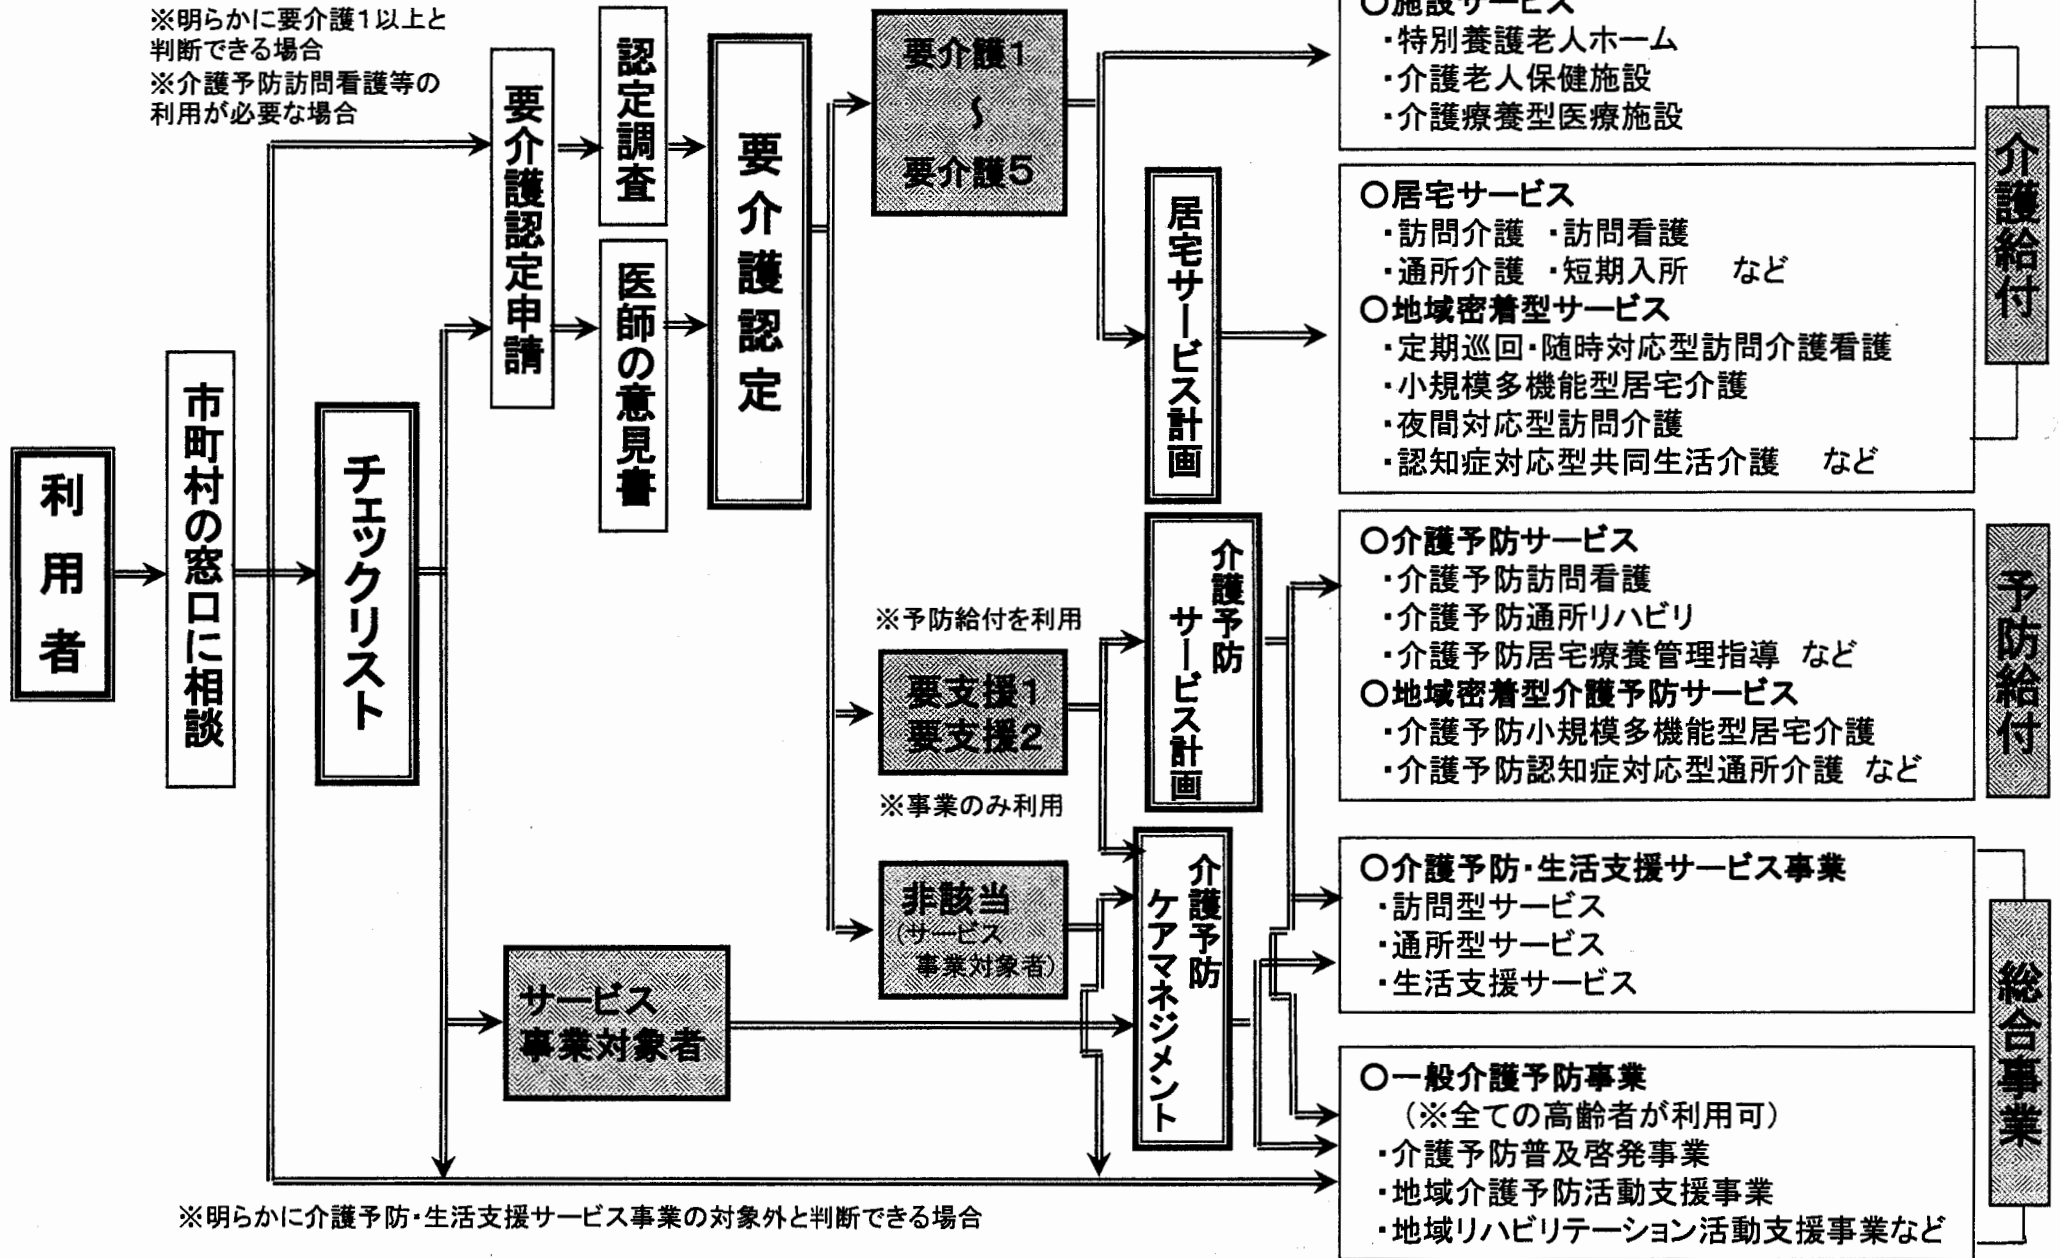 ※明らかに要介護1以上と
判断できる場合
※介護予防訪問看護等の
利用が必要な場合
利用者
市町村の窓口に相談
チェックリスト
要介護認定申請
認定調査
医師の意見書
要介護認定
要介護1
~
要介護5
※予防給付を利用
要支援1
要支援2
※事業のみ利用
非該当
(サービス
事業対象者)
サービス
事業対象者
居宅サービス計画
介護予防
サービス計画
介護予防
ケアマネジメント
○施設サービス
・特別養護老人ホーム
・介護老人保健施設
・介護療養型医療施設
○居宅サービス
・訪問介護 ・訪問看護
・通所介護 ・短期入所 など
○地域密着型サービス
・定期巡回・随時対応型訪問介護看護
・小規模多機能型居宅介護
・夜間対応型訪問介護
・認知症対応型共同生活介護 など
介護給付
○介護予防サービス
・介護予防訪問看護
・介護予防通所リハビリ
・介護予防居宅療養管理指導 など
○地域密着型介護予防サービス
・介護予防小規模多機能型居宅介護
・介護予防認知症対応型通所介護 など
予防給付
○介護予防・生活支援サービス事業
・訪問型サービス
・通所型サービス
・生活支援サービス
○一般介護予防事業
(※全ての高齢者が利用可)
・介護予防普及啓発事業
・地域介護予防活動支援事業
・地域リハビリテーション活動支援事業など
総合事業
※明らかに介護予防・生活支援サービス事業の対象外と判断できる場合